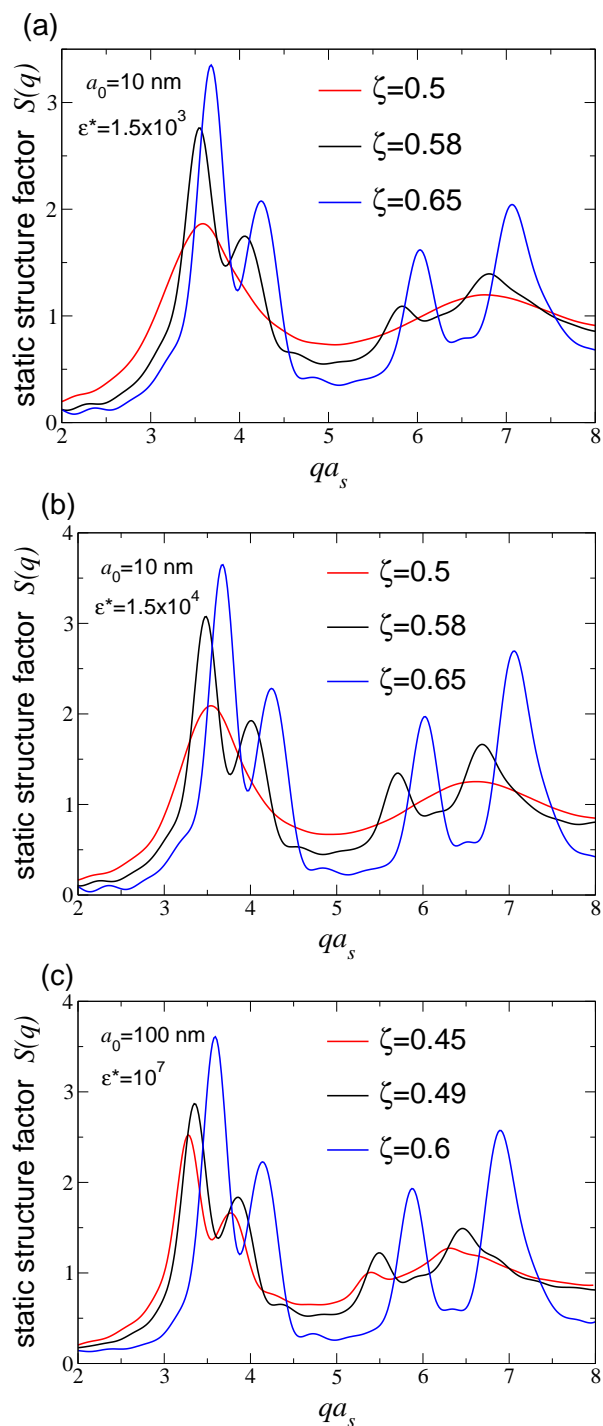 (a)
static structure factor S(q)
a₀=10 nm
ε*=1.5x10³
ζ=0.5
ζ=0.58
ζ=0.65
3
2
1
0
2 3 4 5 6 7 8
qaₛ
(b)
static structure factor S(q)
a₀=10 nm
ε*=1.5x10⁴
ζ=0.5
ζ=0.58
ζ=0.65
4
3
2
1
0
2 3 4 5 6 7 8
qaₛ
(c)
static structure factor S(q)
a₀=100 nm
ε*=10⁷
ζ=0.45
ζ=0.49
ζ=0.6
4
3
2
1
0
2 3 4 5 6 7 8
qaₛ